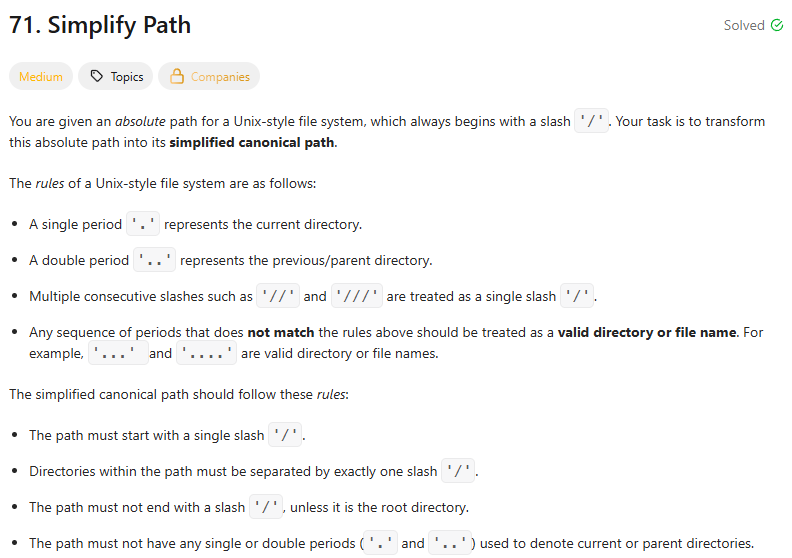 71. Simplify Path
Solved
Medium
Topics
Companies
You are given an absolute path for a Unix-style file system, which always begins with a slash '/'. Your task is to transform
this absolute path into its simplified canonical path.
The rules of a Unix-style file system are as follows:
• A single period '.' represents the current directory.
• A double period '..' represents the previous/parent directory.
• Multiple consecutive slashes such as '//' and '///' are treated as a single slash '/'.
• Any sequence of periods that does not match the rules above should be treated as a valid directory or file name. For
example, '...' and '....' are valid directory or file names.
The simplified canonical path should follow these rules:
• The path must start with a single slash '/'.
• Directories within the path must be separated by exactly one slash '/'.
• The path must not end with a slash '/', unless it is the root directory.
• The path must not have any single or double periods ('.' and '..') used to denote current or parent directories.